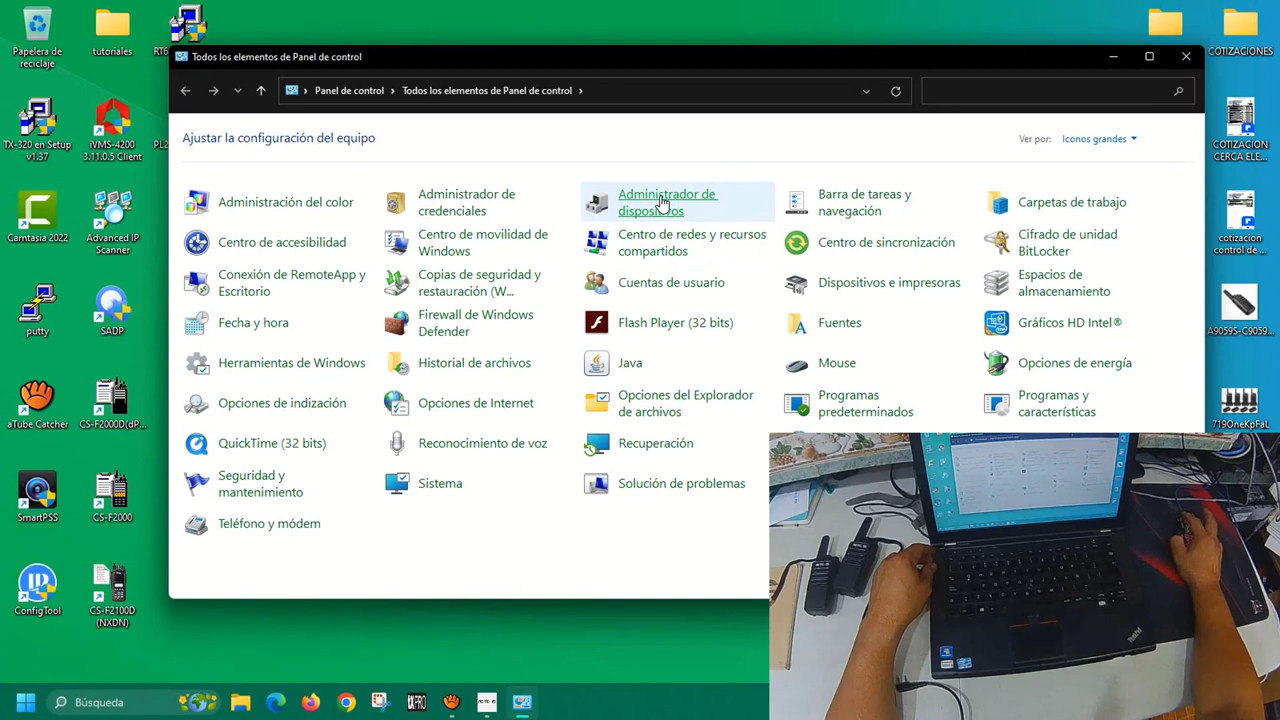 Papelera de
reciclaje
tutoriales
RT6
TX-320 en Setup
v1.37
iVMS-4200
3.11.0.5 Client
PL2
Camtasia 2022
Advanced IP
Scanner
putty
SADP
aTube Catcher
CS-F2000D(dP...
SmartPSS
CS-F2000
ConfigTool
CS-F2100D
(NXDN)
Todos los elementos de Panel de control
Panel de control
Todos los elementos de Panel de control
Ajustar la configuración del equipo
Ver por:
Iconos grandes
Administración del color
Administrador de
credenciales
Administrador de
dispositivos
Barra de tareas y
navegación
Carpetas de trabajo
Centro de accesibilidad
Centro de movilidad de
Windows
Centro de redes y recursos
compartidos
Centro de sincronización
Cifrado de unidad
BitLocker
Conexión de RemoteApp y
Escritorio
Copias de seguridad y
restauración (W...
Cuentas de usuario
Dispositivos e impresoras
Espacios de
almacenamiento
Fecha y hora
Firewall de Windows
Defender
Flash Player (32 bits)
Fuentes
Gráficos HD Intel®
Herramientas de Windows
Historial de archivos
Java
Mouse
Opciones de energía
Opciones de indización
Opciones de Internet
Opciones del Explorador
de archivos
Programas
predeterminados
Programas y
características
QuickTime (32 bits)
Reconocimiento de voz
Recuperación
Seguridad y
mantenimiento
Sistema
Solución de problemas
Teléfono y módem
COTIZACIONES
COTIZACION
CERCA ELE...
cotizacion
control de ...
A9059S-C9059...
719OneKpFaL
Búsqueda
ThinkPad